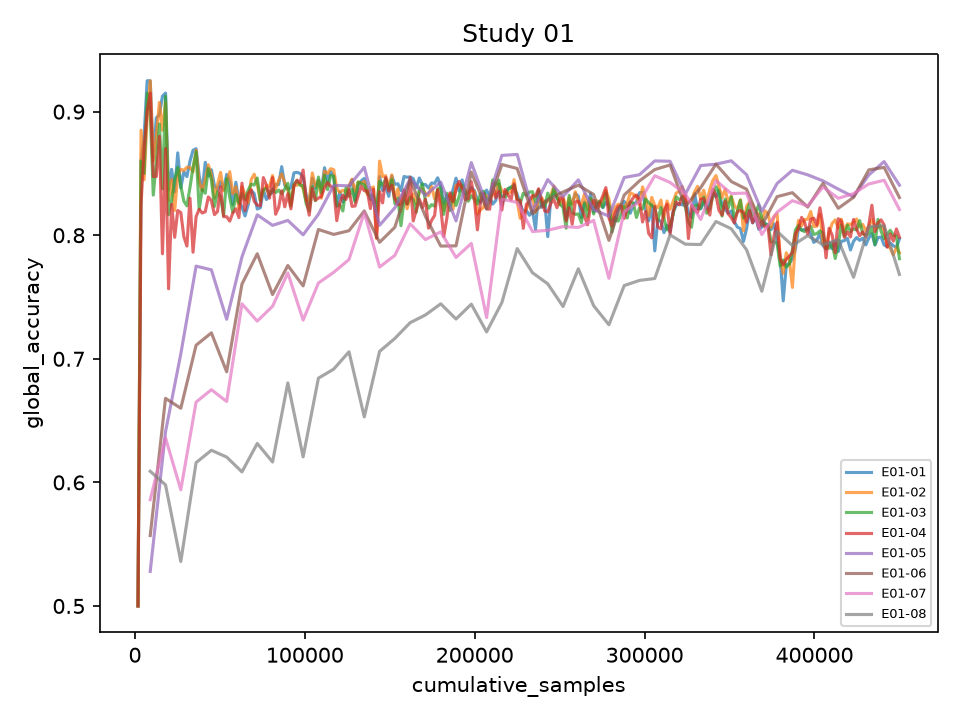 Study 01
global_accuracy
0.9
0.8
0.7
0.6
0.5
0
100000
200000
300000
400000
cumulative_samples
E01-01
E01-02
E01-03
E01-04
E01-05
E01-06
E01-07
E01-08